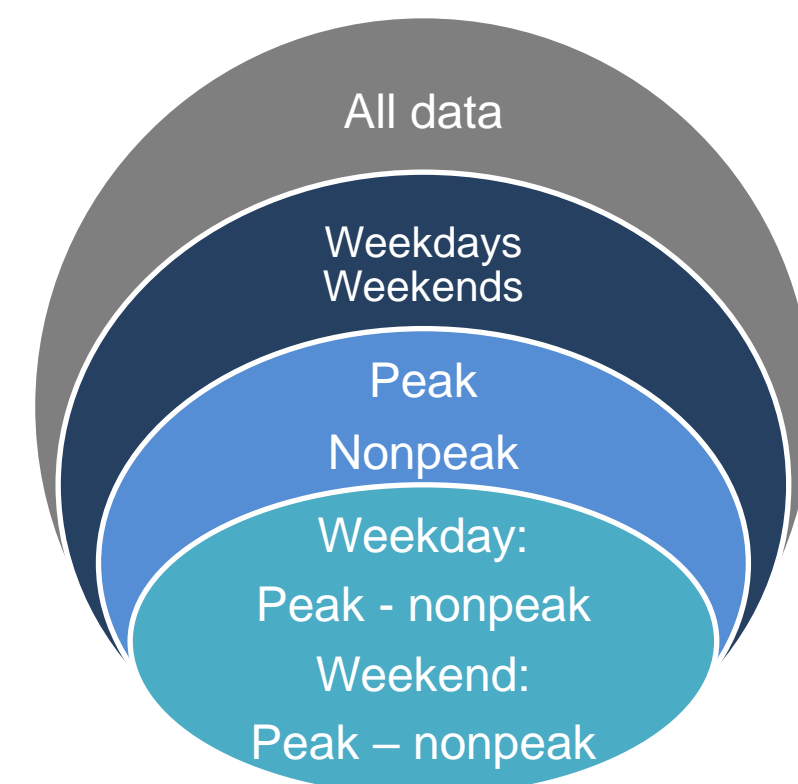 All data
Weekdays
Weekends
Peak
Nonpeak
Weekday:
Peak - nonpeak
Weekend:
Peak – nonpeak